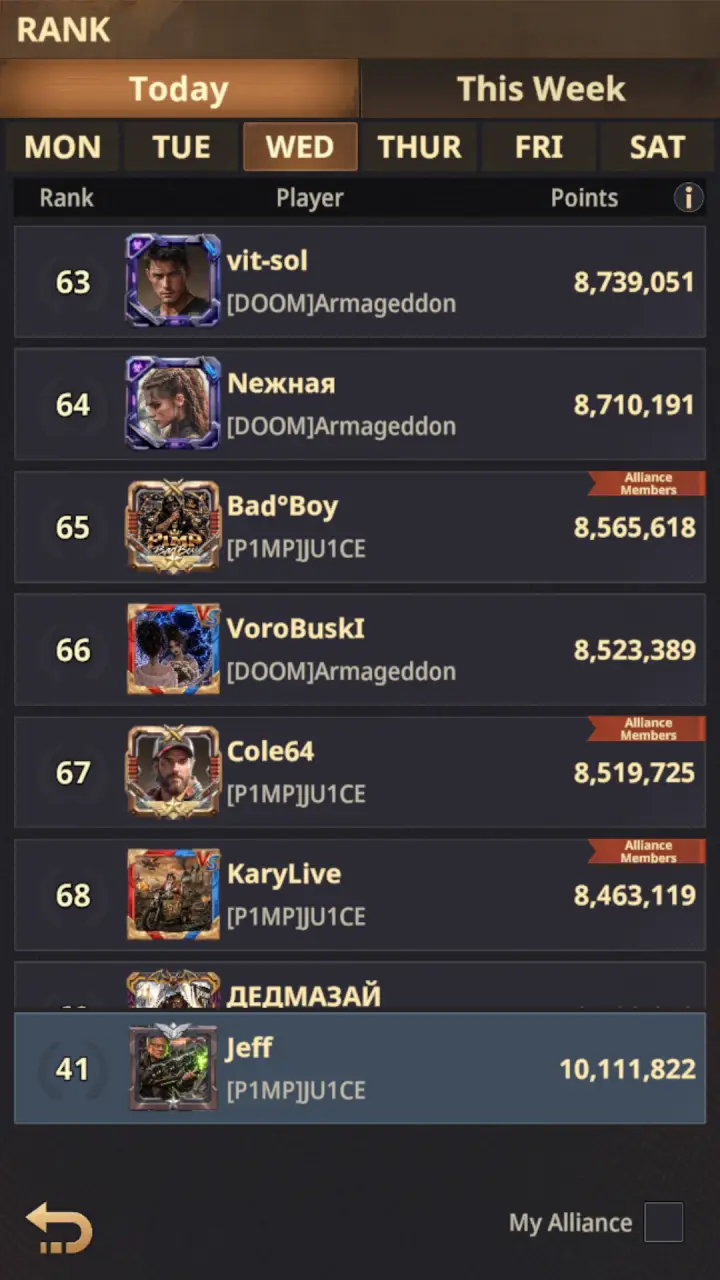 RANK
Today
This Week
MON
TUE
WED
THUR
FRI
SAT
Rank
Player
Points
63
vit-sol
[DOOM]Armageddon
8,739,051
64
Nежная
[DOOM]Armageddon
8,710,191
Alliance
Members
65
Bad°Boy
[P1MP]JU1CE
8,565,618
66
VoroBuskI
[DOOM]Armageddon
8,523,389
Alliance
Members
67
Cole64
[P1MP]JU1CE
8,519,725
Alliance
Members
68
KaryLive
[P1MP]JU1CE
8,463,119
ДЕДМАЗАЙ
41
Jeff
[P1MP]JU1CE
10,111,822
My Alliance